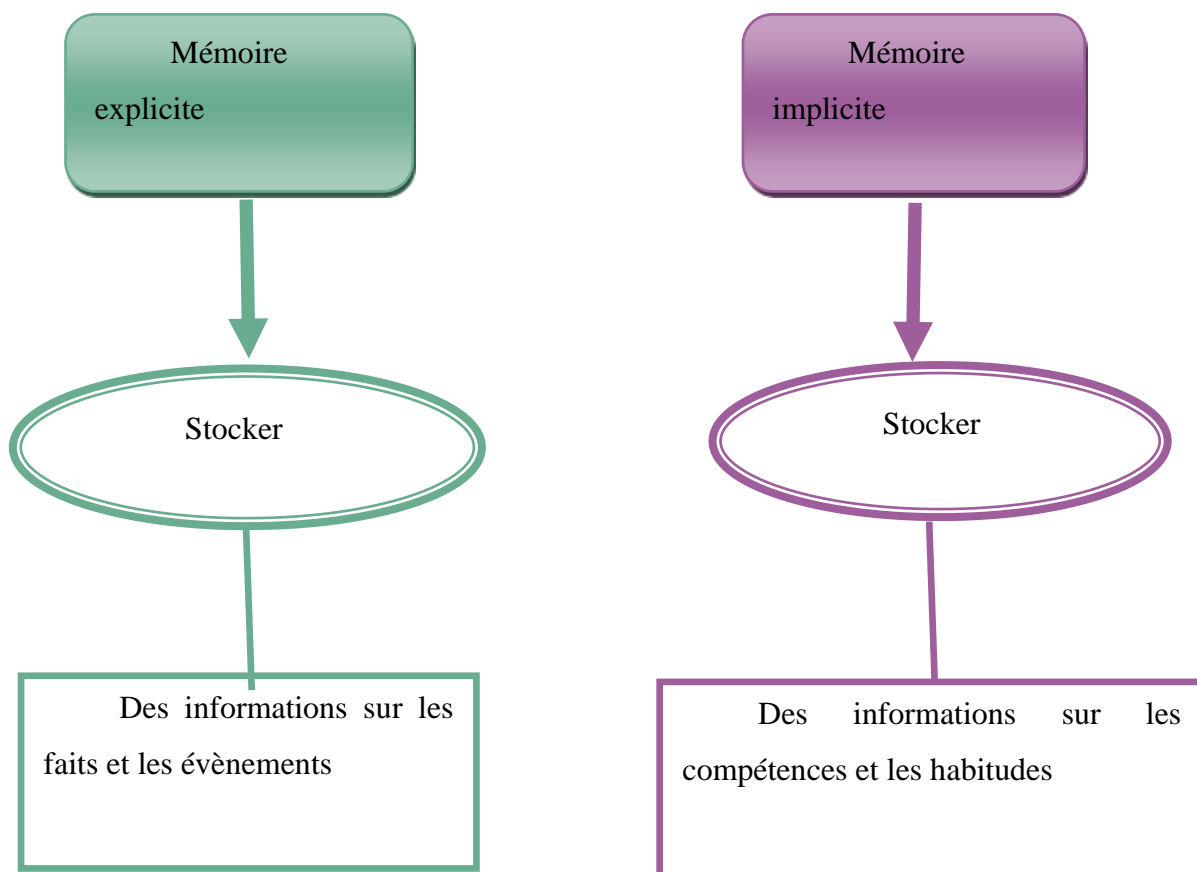 Mémoire
explicite
Mémoire
implicite
Stocker
Stocker
Des informations sur les
faits et les évènements
Des informations sur les
compétences et les habitudes